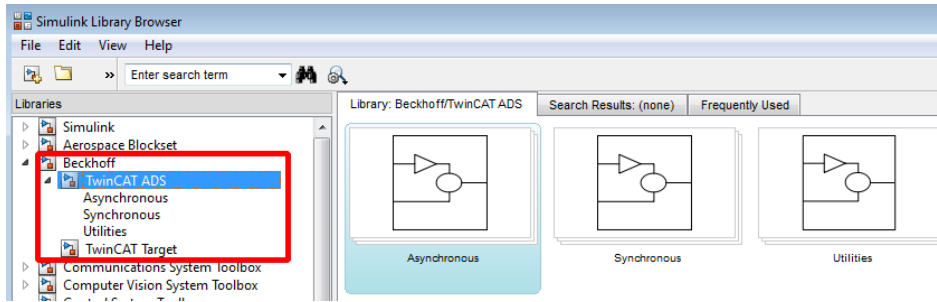 Simulink Library Browser
File Edit View Help
» Enter search term
Libraries
Simulink
Aerospace Blockset
Beckhoff
TwinCAT ADS
Asynchronous
Synchronous
Utilities
TwinCAT Target
Communications System Toolbox
Computer Vision System Toolbox
Library: Beckhoff/TwinCAT ADS Search Results: (none) Frequently Used
Asynchronous Synchronous Utilities